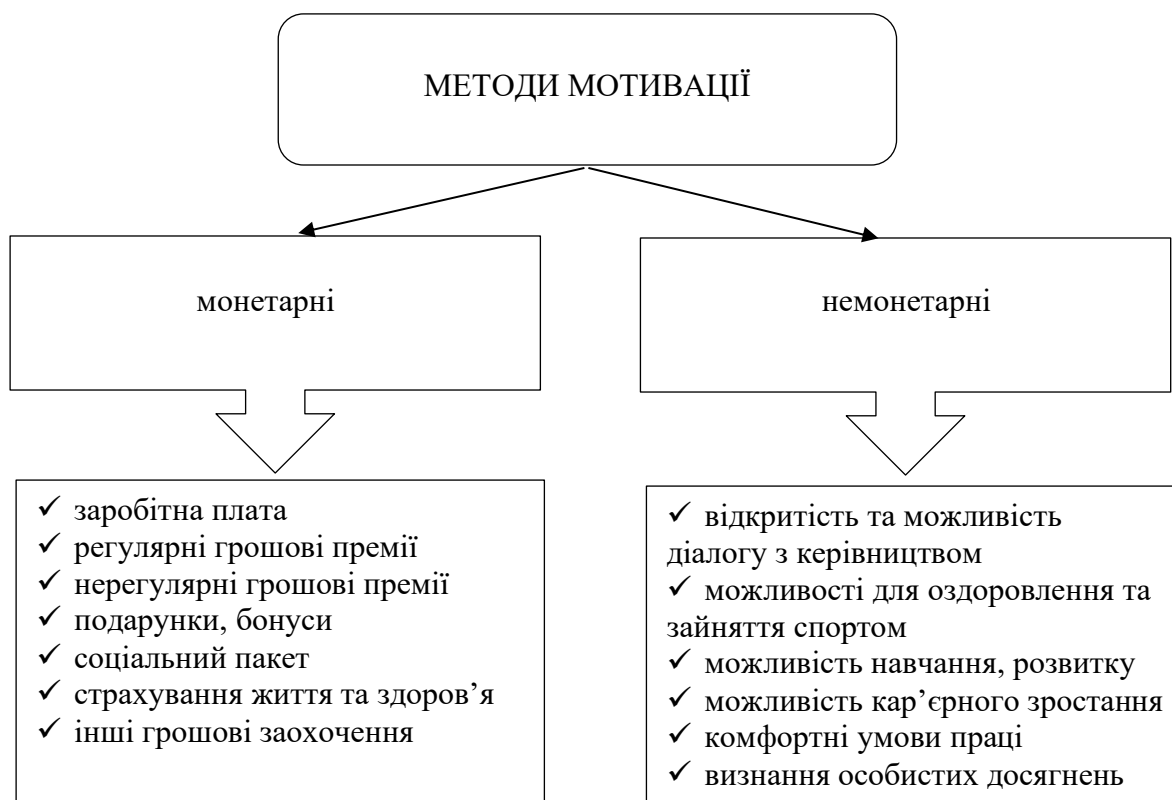 МЕТОДИ МОТИВАЦІЇ
монетарні
немонетарні
✓ заробітна плата
✓ регулярні грошові премії
✓ нерегулярні грошові премії
✓ подарунки, бонуси
✓ соціальний пакет
✓ страхування життя та здоров’я
✓ інші грошові заохочення
✓ відкритість та можливість
діалогу з керівництвом
✓ можливості для оздоровлення та
зайняття спортом
✓ можливість навчання, розвитку
✓ можливість кар’єрного зростання
✓ комфортні умови праці
✓ визнання особистих досягнень